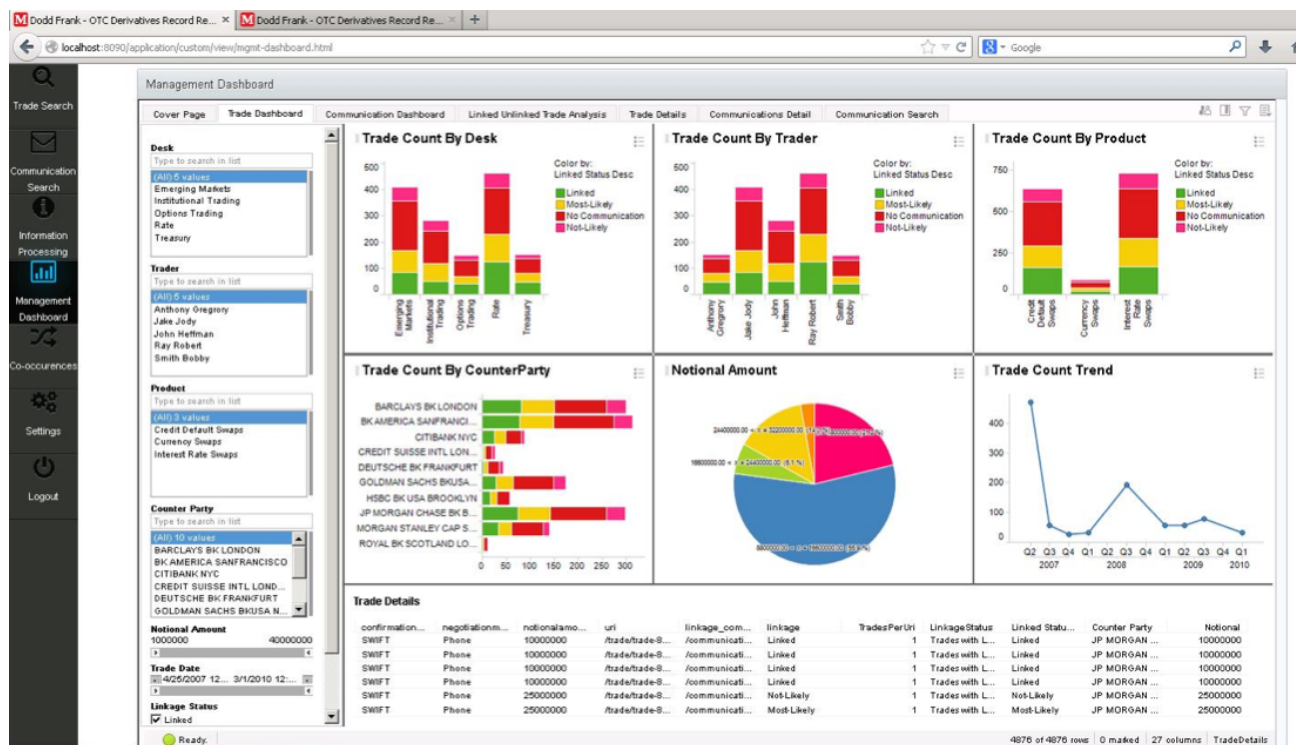 Dodd Frank - OTC Derivatives Record Re... × Dodd Frank - OTC Derivatives Record Re... × +
localhost:8090/application/custom/view/mgmt-dashboard.html
Google
Trade Search
Communication
Search
Information
Processing
Management
Dashboard
Co-occurences
Settings
Logout
Management Dashboard
Cover Page Trade Dashboard Communication Dashboard Linked Unlinked Trade Analysis Trade Details Communications Detail Communication Search
Desk
Type to search in list
(All) 5 values
Emerging Markets
Institutional Trading
Options Trading
Rate
Treasury
Trader
Type to search in list
(All) 5 values
Anthony Gregrory
Jake Jody
John Heffman
Ray Robert
Smith Bobby
Product
Type to search in list
(All) 3 values
Credit Default Swaps
Currency Swaps
Interest Rate Swaps
Counter Party
Type to search in list
(All) 10 values
BARCLAYS BK LONDON
BK AMERICA SANFRANCISCO
CITIBANK NYC
CREDIT SUISSE INTL LOND...
DEUTSCHE BK FRANKFURT
GOLDMAN SACHS BKUSA N...
Notional Amount
1000000 40000000
Trade Date
4/25/2007 12... 3/1/2010 12:...
Linkage Status
Linked
Trade Count By Desk
500
400
300
200
100
0
Emerging Markets
Institutional Trading
Options Trading
Rate
Treasury
Color by:
Linked Status Desc
Linked
Most-Likely
No Communication
Not-Likely
Trade Count By Trader
500
400
300
200
100
0
Anthony Gregrory
Jake Jody
John Heffman
Ray Robert
Smith Bobby
Color by:
Linked Status Desc
Linked
Most-Likely
No Communication
Not-Likely
Trade Count By Product
750
500
250
0
Credit Default Swaps
Currency Swaps
Interest Rate Swaps
Color by:
Linked Status Desc
Linked
Most-Likely
No Communication
Not-Likely
Trade Count By CounterParty
BARCLAYS BK LONDON
BK AMERICA SANFRANCI...
CITIBANK NYC
CREDIT SUISSE INTL LON...
DEUTSCHE BK FRANKFURT
GOLDMAN SACHS BKUSA...
HSBC BK USA BROOKLYN
JP MORGAN CHASE BK B...
MORGAN STANLEY CAP S...
ROYAL BK SCOTLAND LO...
0 50 100 150 200 250 300
Notional Amount
Trade Count Trend
400
300
200
100
0
Q2 Q3 Q4 Q1 Q2 Q3 Q4 Q1 Q2 Q3 Q4 Q1
2007 2008 2009 2010
Trade Details
confirmation... negotiationm... notionalamo... uri linkage_com... linkage TradesPerUri LinkageStatus Linked Statu... Counter Party Notional
SWIFT Phone 10000000 /trade/trade-8... /communicati... Linked 1 Trades with L... Linked JP MORGAN ... 10000000
SWIFT Phone 10000000 /trade/trade-8... /communicati... Linked 1 Trades with L... Linked JP MORGAN ... 10000000
SWIFT Phone 10000000 /trade/trade-8... /communicati... Linked 1 Trades with L... Linked JP MORGAN ... 10000000
SWIFT Phone 10000000 /trade/trade-8... /communicati... Linked 1 Trades with L... Linked JP MORGAN ... 10000000
SWIFT Phone 25000000 /trade/trade-8... /communicati... Not-Likely 1 Trades with L... Not-Likely JP MORGAN ... 25000000
SWIFT Phone 25000000 /trade/trade-8... /communicati... Most-Likely 1 Trades with L... Most-Likely JP MORGAN ... 25000000
Ready. 4876 of 4876 rows 0 marked 27 columns TradeDetails